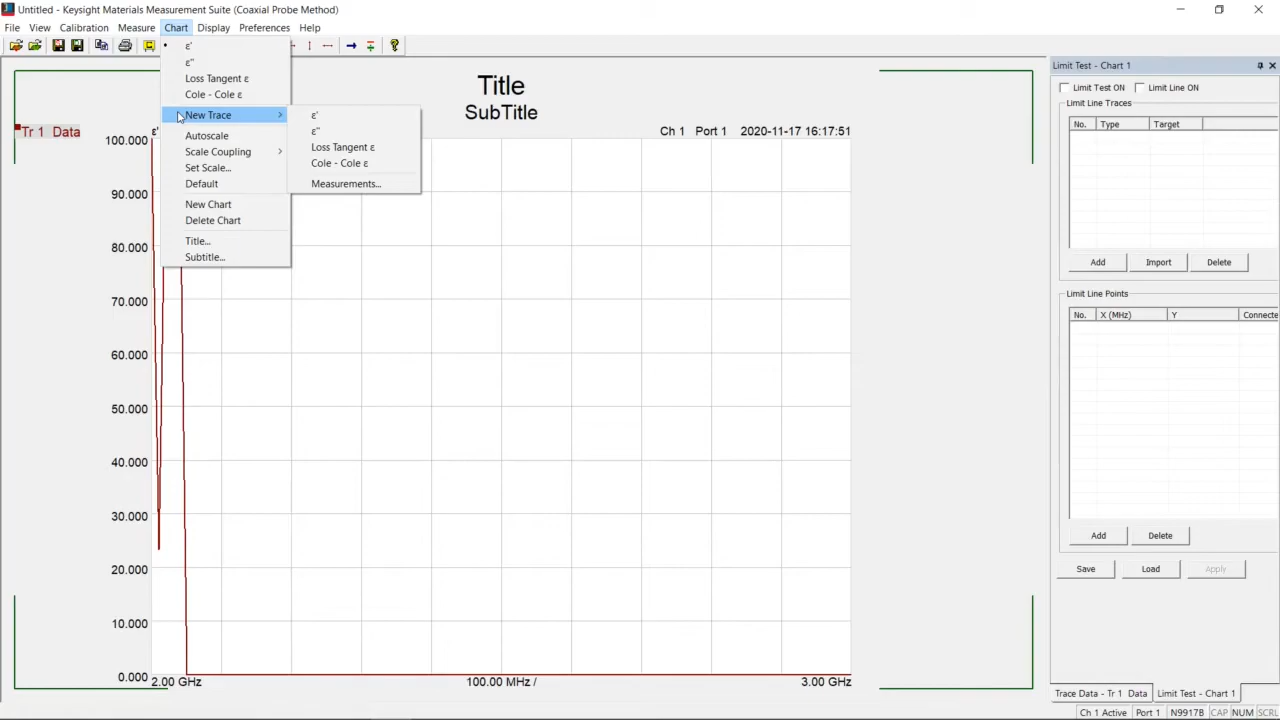 Untitled - Keysight Materials Measurement Suite (Coaxial Probe Method)
File View Calibration Measure Chart Display Preferences Help
ε'
ε"
Loss Tangent ε
Cole - Cole ε
New Trace
Autoscale
Scale Coupling
Set Scale...
Default
New Chart
Delete Chart
Title...
Subtitle...
ε'
ε"
Loss Tangent ε
Cole - Cole ε
Measurements...
Title
SubTitle
Tr 1 Data
ε'
Ch 1 Port 1 2020-11-17 16:17:51
100.000
90.000
80.000
70.000
60.000
50.000
40.000
30.000
20.000
10.000
0.000
2.00 GHz 100.00 MHz / 3.00 GHz
Limit Test - Chart 1
Limit Test ON Limit Line ON
Limit Line Traces
No. Type Target
Add Import Delete
Limit Line Points
No. X (MHz) Y Connecte
Add Delete
Save Load Apply
Trace Data - Tr 1 Data Limit Test - Chart 1
Ch 1 Active Port 1 N9917B CAP NUM SCRL